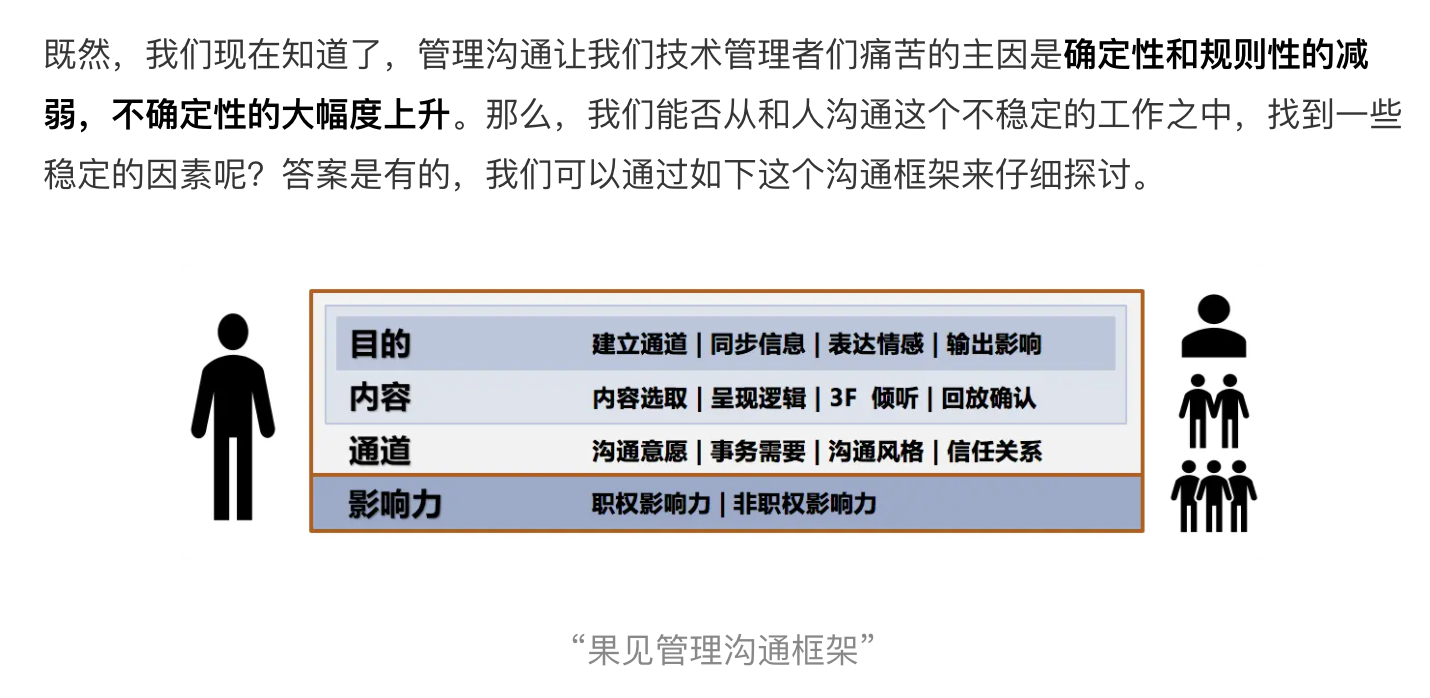 既然，我们现在知道了，管理沟通让我们技术管理者们痛苦的主因是确定性和规则性的减
弱，不确定性的大幅度上升。那么，我们能否从和人沟通这个不稳定的工作之中，找到一些
稳定的因素呢？答案是有的，我们可以通过如下这个沟通框架来仔细探讨。
目的 建立通道 | 同步信息 | 表达情感 | 输出影响
内容 内容选取 | 呈现逻辑 | 3F 倾听 | 回放确认
通道 沟通意愿 | 事务需要 | 沟通风格 | 信任关系
影响力 职权影响力 | 非职权影响力
“果见管理沟通框架”